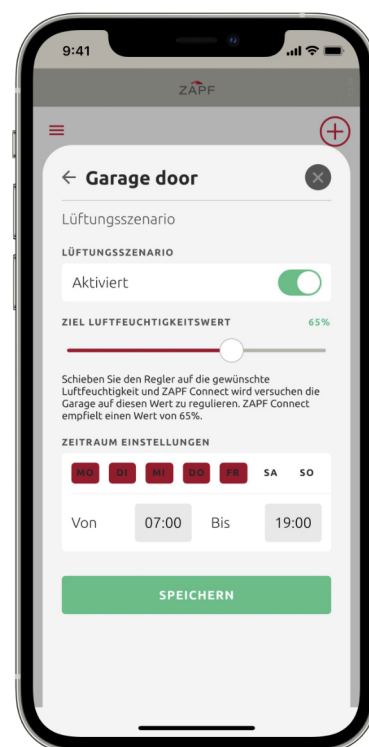 9:41
ZAPF
Garage door
Lüftungsszenario
LÜFTUNGSSZENARIO
Aktiviert
ZIEL LUFTFEUCHTIGKEITSWERT 65%
Schieben Sie den Regler auf die gewünschte
Luftfeuchtigkeit und ZAPF Connect wird versuchen die
Garage auf diesen Wert zu regulieren. ZAPF Connect
empfielt einen Wert von 65%.
ZEITRAUM EINSTELLUNGEN
MO DI MI DO FR SA SO
Von 07:00 Bis 19:00
SPEICHERN